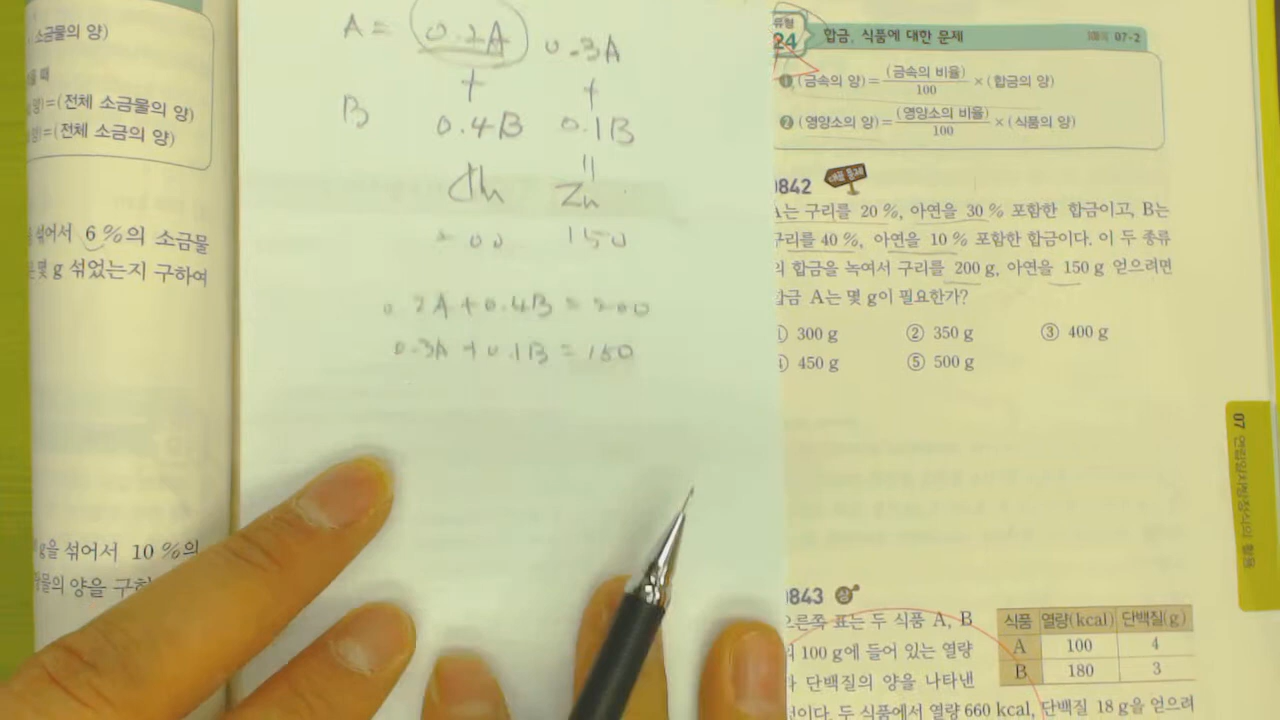 소금물의 양)
을 때
양)=(전체 소금물의 양)
양)=(전체 소금의 양)
섞어서 6 %의 소금물
몇 g 섞었는지 구하여
g을 섞어서 10 %의
물의 양을
A= 0.2A 0.3A
+ +
B 0.4B 0.1B
=
Zn
200 150
0.2A+0.4B=200
0.3A+0.1B=150
유형
24 합금, 식품에 대한 문제 07-2
❶ (금속의 양)=(금속의 비율)/100×(합금의 양)
❷ (영양소의 양)=(영양소의 비율)/100×(식품의 양)
0842 대표 문제
A는 구리를 20 %, 아연을 30 % 포함한 합금이고, B는
구리를 40 %, 아연을 10 % 포함한 합금이다. 이 두 종류
의 합금을 녹여서 구리를 200 g, 아연을 150 g 얻으려면
합금 A는 몇 g이 필요한가?
① 300 g ② 350 g ③ 400 g
④ 450 g ⑤ 500 g
07 연립일차방정식의 활용
0843 상
오른쪽 표는 두 식품 A, B
의 100 g에 들어 있는 열량
과 단백질의 양을 나타낸
것이다. 두 식품에서 열량 660 kcal, 단백질 18 g을 얻으려
식품 열량(kcal) 단백질(g)
A 100 4
B 180 3